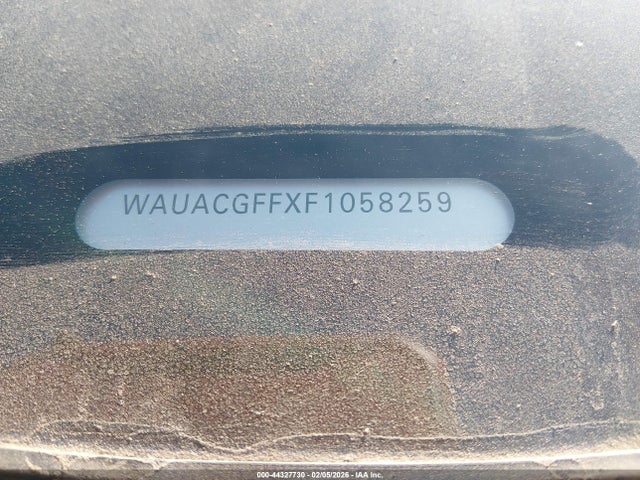 WAUACGFFXF1058259
000-44327730 - 02/05/2026 - IAA Inc.